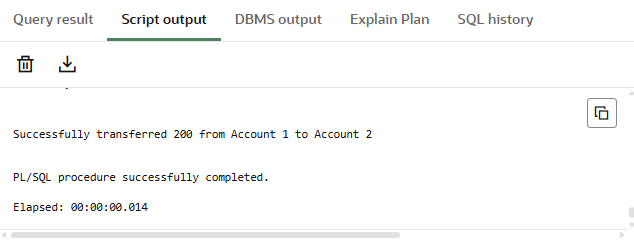 Query result Script output DBMS output Explain Plan SQL history
Successfully transferred 200 from Account 1 to Account 2
PL/SQL procedure successfully completed.
Elapsed: 00:00:00.014